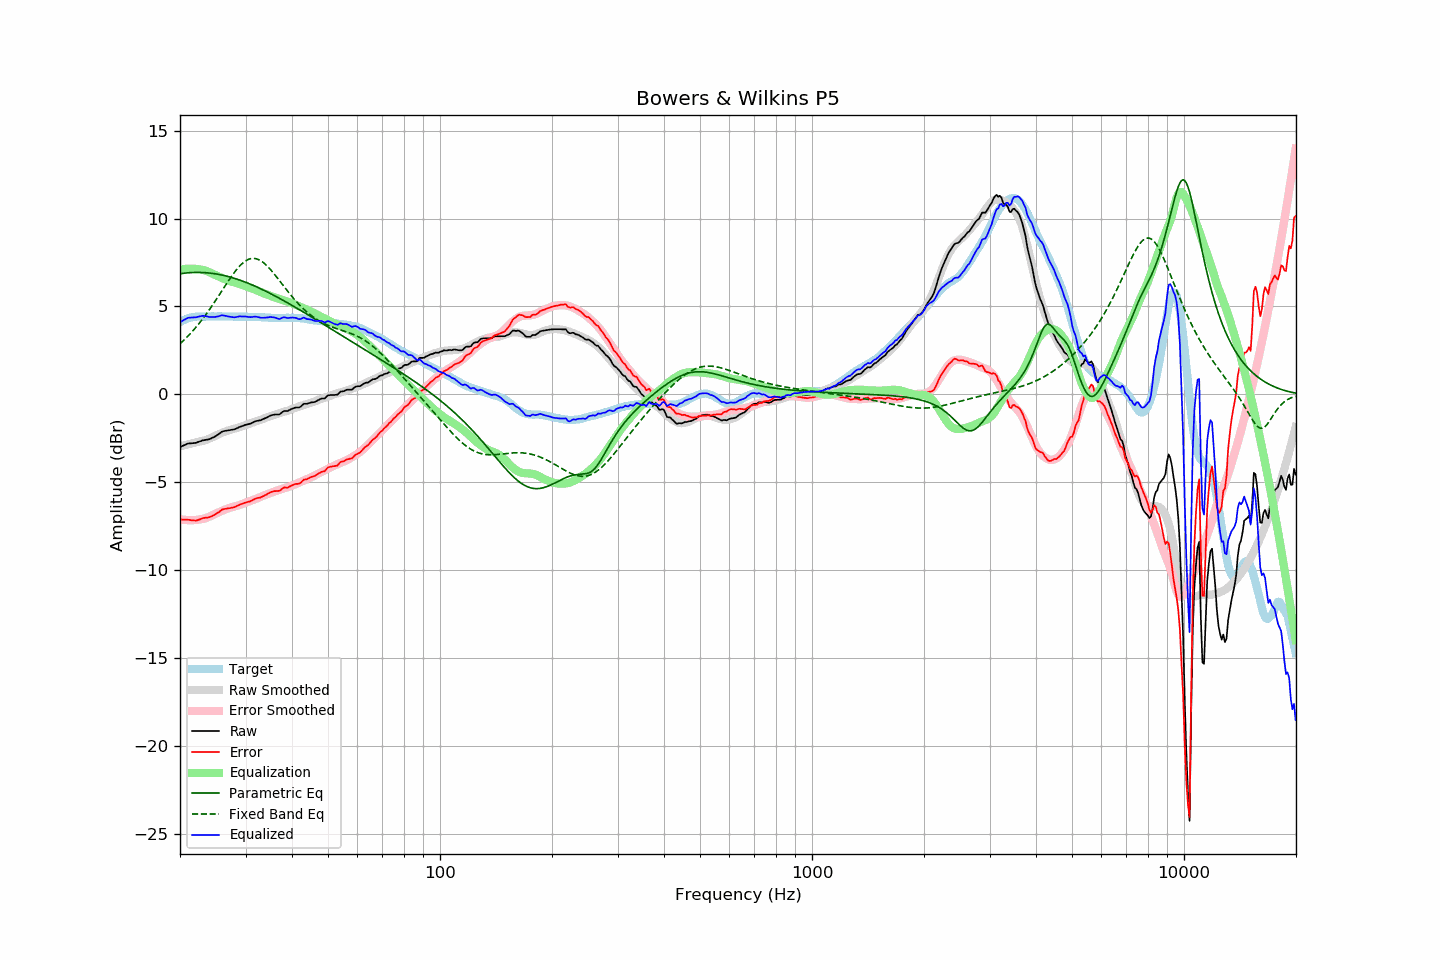 Bowers & Wilkins P5
15
10
5
0
−5
−10
−15
−20
−25
Amplitude (dBr)
Target
Raw Smoothed
Error Smoothed
Raw
Error
Equalization
Parametric Eq
Fixed Band Eq
Equalized
100
1000
10000
Frequency (Hz)